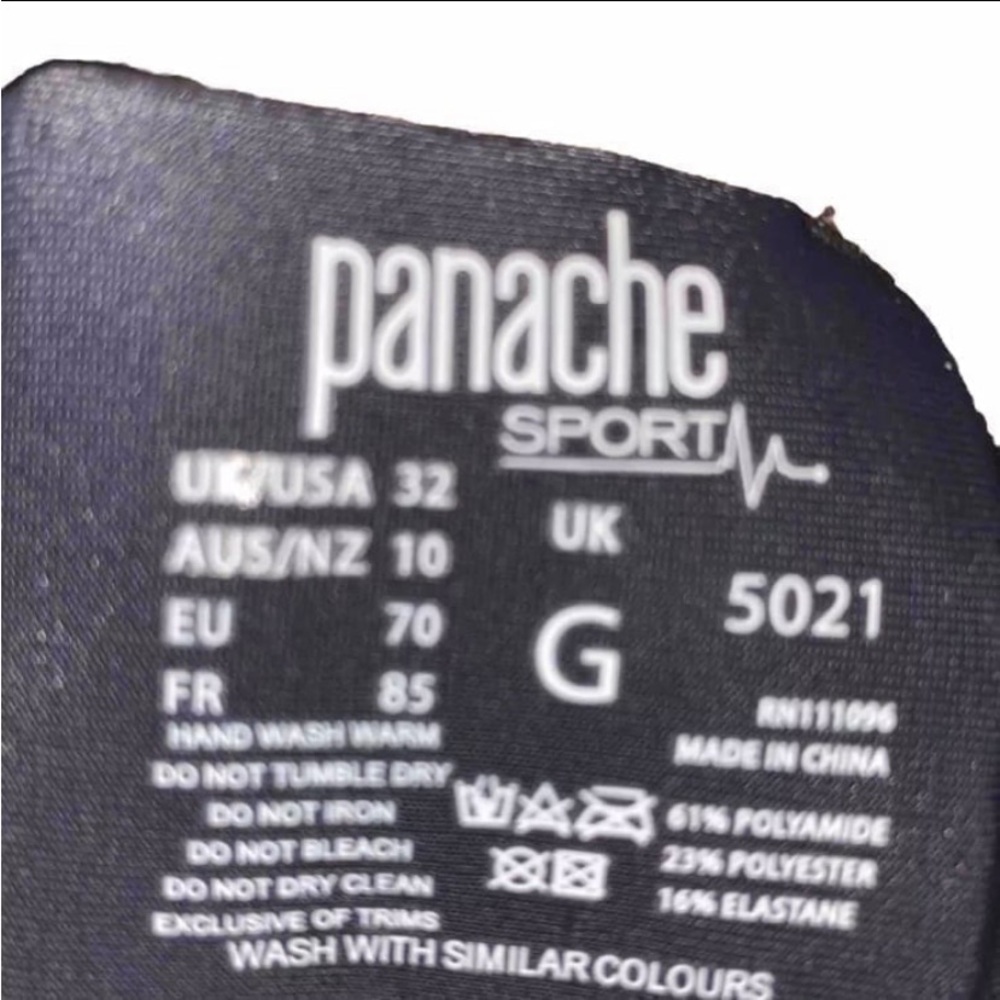 panache
SPORT
UK/USA 32
AUS/NZ 10
EU 70
FR 85
UK
G
5021
RN111096
MADE IN CHINA
HAND WASH WARM
DO NOT TUMBLE DRY
DO NOT IRON
DO NOT BLEACH
DO NOT DRY CLEAN
EXCLUSIVE OF TRIMS
61% POLYAMIDE
23% POLYESTER
16% ELASTANE
WASH WITH SIMILAR COLOURS